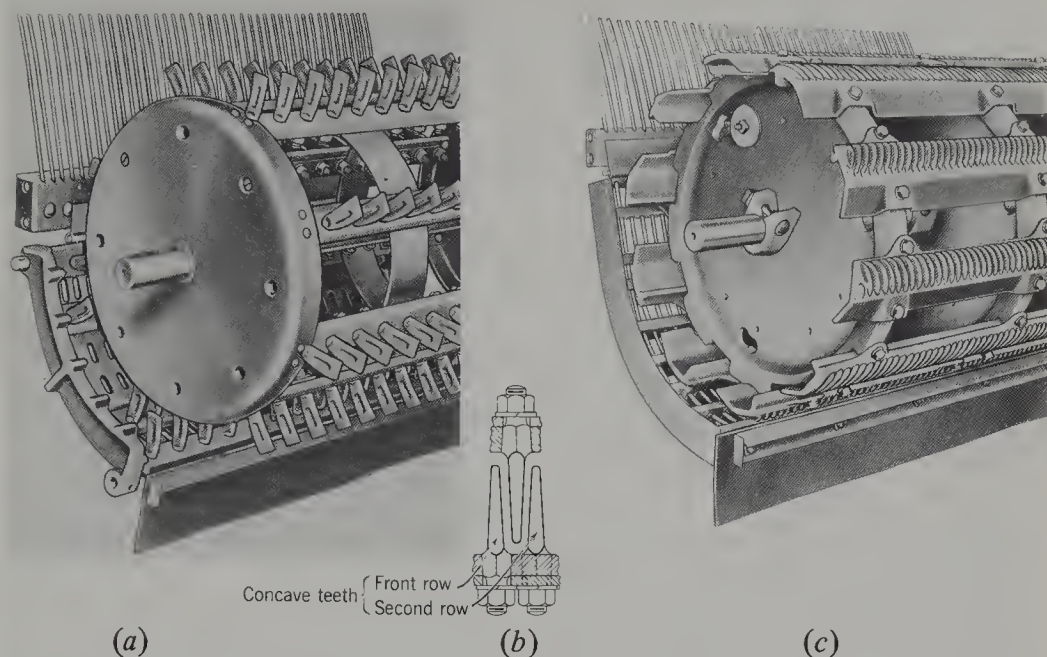 Concave teeth { Front row
Second row
(a)
(b)
(c)